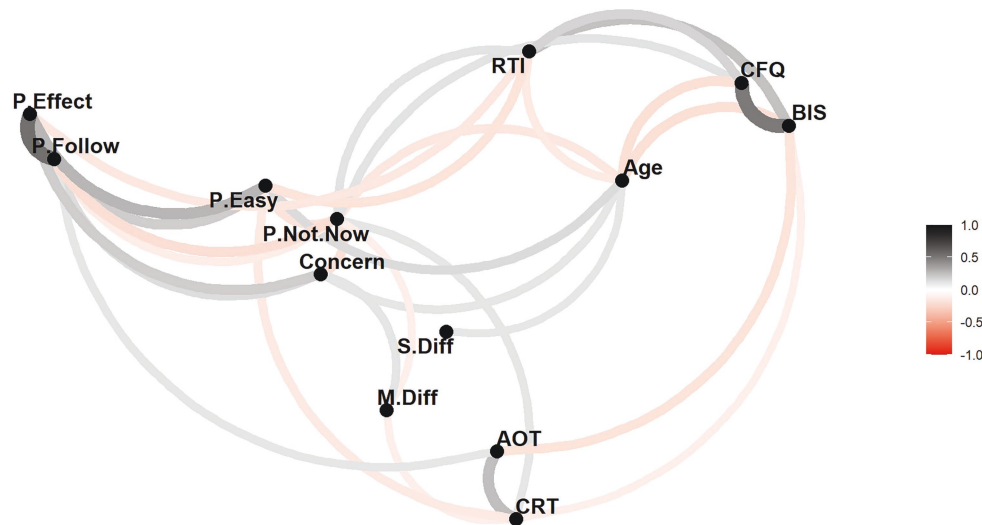 RTI
CFQ
P.Effect
BIS
P.Follow
Age
P.Easy
P.Not.Now
1.0
Concern
0.5
0.0
-0.5
S.Diff
-1.0
M.Diff
AOT
CRT